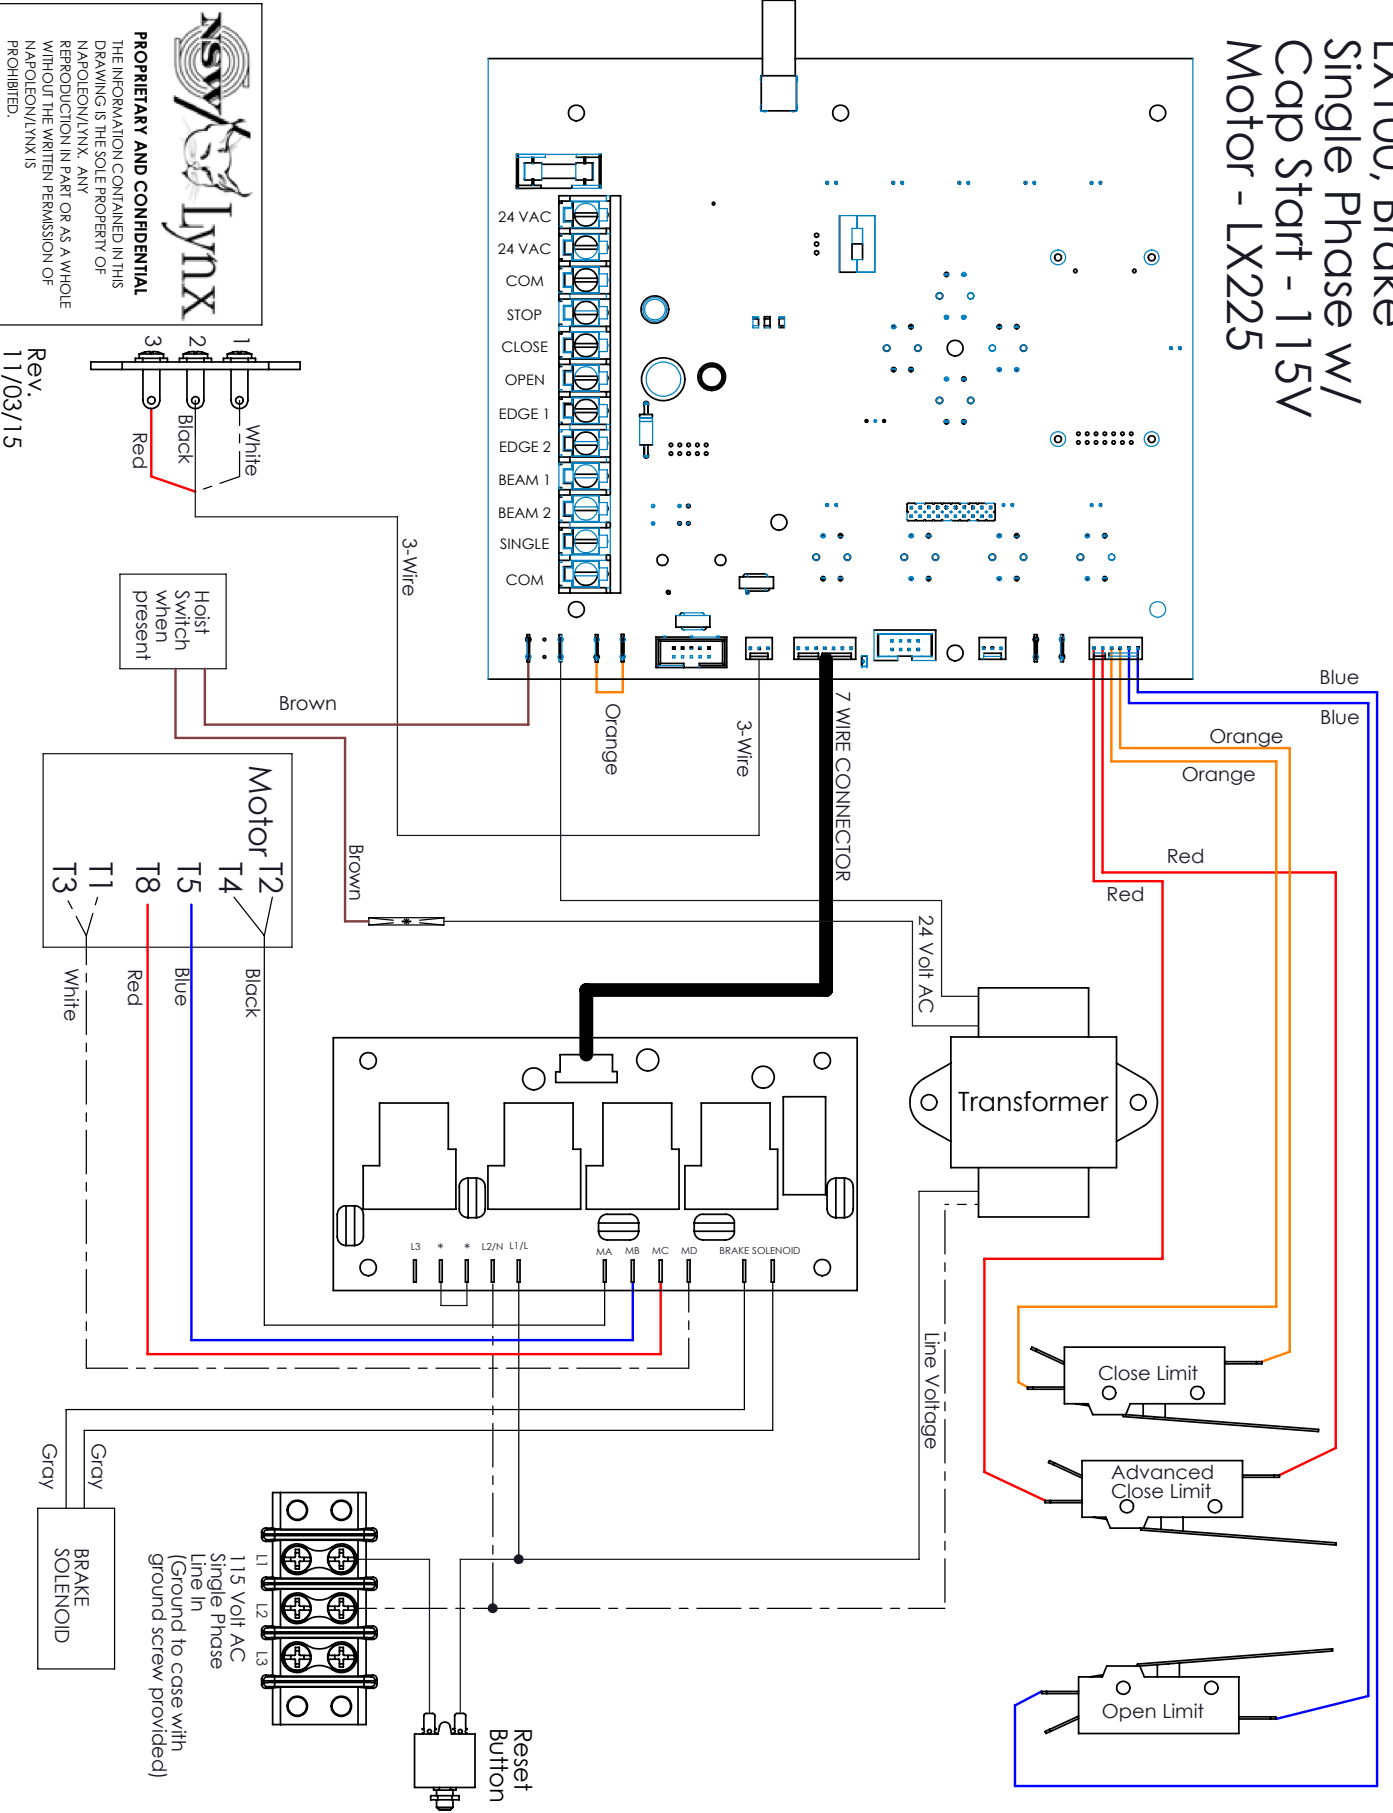 LX100, Brake
Single Phase w/
Cap Start - 115V
Motor - LX225
NSW
Lynx
PROPRIETARY AND CONFIDENTIAL
THE INFORMATION CONTAINED IN THIS
DRAWING IS THE SOLE PROPERTY OF
NAPOLEON/LYNX. ANY
REPRODUCTION IN PART OR AS A WHOLE
WITHOUT THE WRITTEN PERMISSION OF
NAPOLEON/LYNX IS
PROHIBITED.
Rev.
11/03/15
24 VAC
24 VAC
COM
STOP
CLOSE
OPEN
EDGE 1
EDGE 2
BEAM 1
BEAM 2
SINGLE
COM
1
2
3
White
Black
Red
3-Wire
Hoist
Switch
when
present
Brown
Orange
3-Wire
7 WIRE CONNECTOR
Blue
Blue
Orange
Orange
Red
Red
Motor
T2
T4
T5
T8
T1
T3
Brown
Black
Blue
Red
White
24 Volt AC
Transformer
L3
*
*
L2/N
L1/L
MA
MB
MC
MD
BRAKE SOLENOID
Line Voltage
Close Limit
Advanced
Close Limit
Open Limit
Gray
Gray
BRAKE
SOLENOID
L1
L2
L3
115 Volt AC
Single Phase
Line In
(Ground to case with
ground screw provided)
Reset
Button